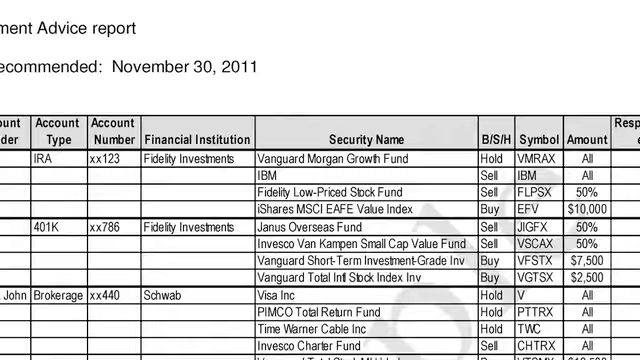 ment Advice report
ecommended: November 30, 2011
ount Account Account Resp
der Type Number Financial Institution Security Name B/S/H Symbol Amount e
IRA xx123 Fidelity Investments Vanguard Morgan Growth Fund Hold VMRAX All
IBM Sell IBM All
Fidelity Low-Priced Stock Fund Sell FLPSX 50%
iShares MSCI EAFE Value Index Buy EFV $10,000
401K xx786 Fidelity Investments Janus Overseas Fund Sell JIGFX 50%
Invesco Van Kampen Small Cap Value Fund Sell VSCAX 50%
Vanguard Short-Term Investment-Grade Inv Buy VFSTX $7,500
Vanguard Total Intl Stock Index Inv Buy VGTSX $2,500
John Brokerage xx440 Schwab Visa Inc Hold V All
PIMCO Total Return Fund Hold PTTRX All
Time Warner Cable Inc Hold TWC All
Invesco Charter Fund Sell CHTRX All